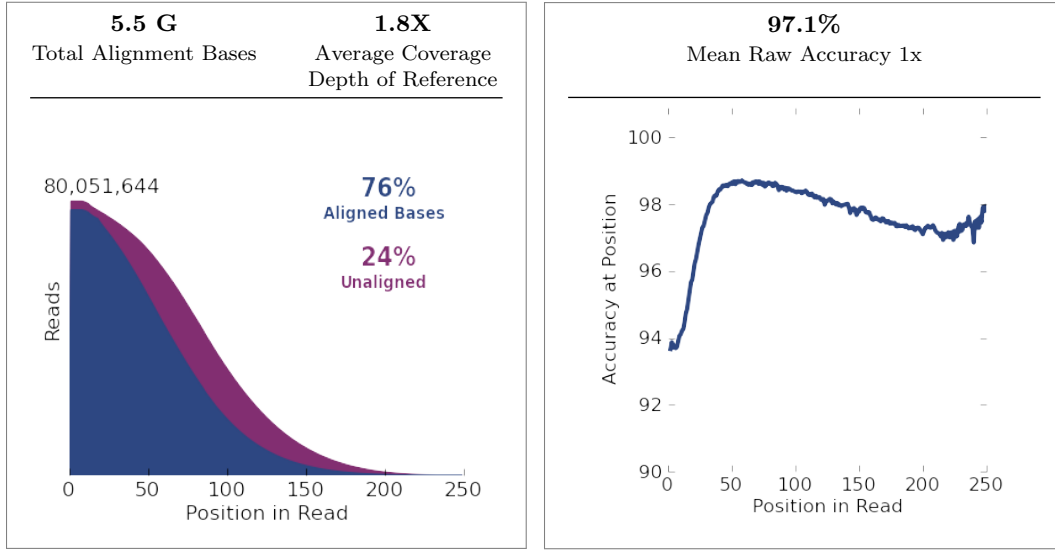 5.5 G
Total Alignment Bases
1.8X
Average Coverage
Depth of Reference
80,051,644
76%
Aligned Bases
24%
Unaligned
Reads
0 50 100 150 200 250
Position in Read
97.1%
Mean Raw Accuracy 1x
100
98
96
94
92
90
Accuracy at Position
0 50 100 150 200 250
Position in Read